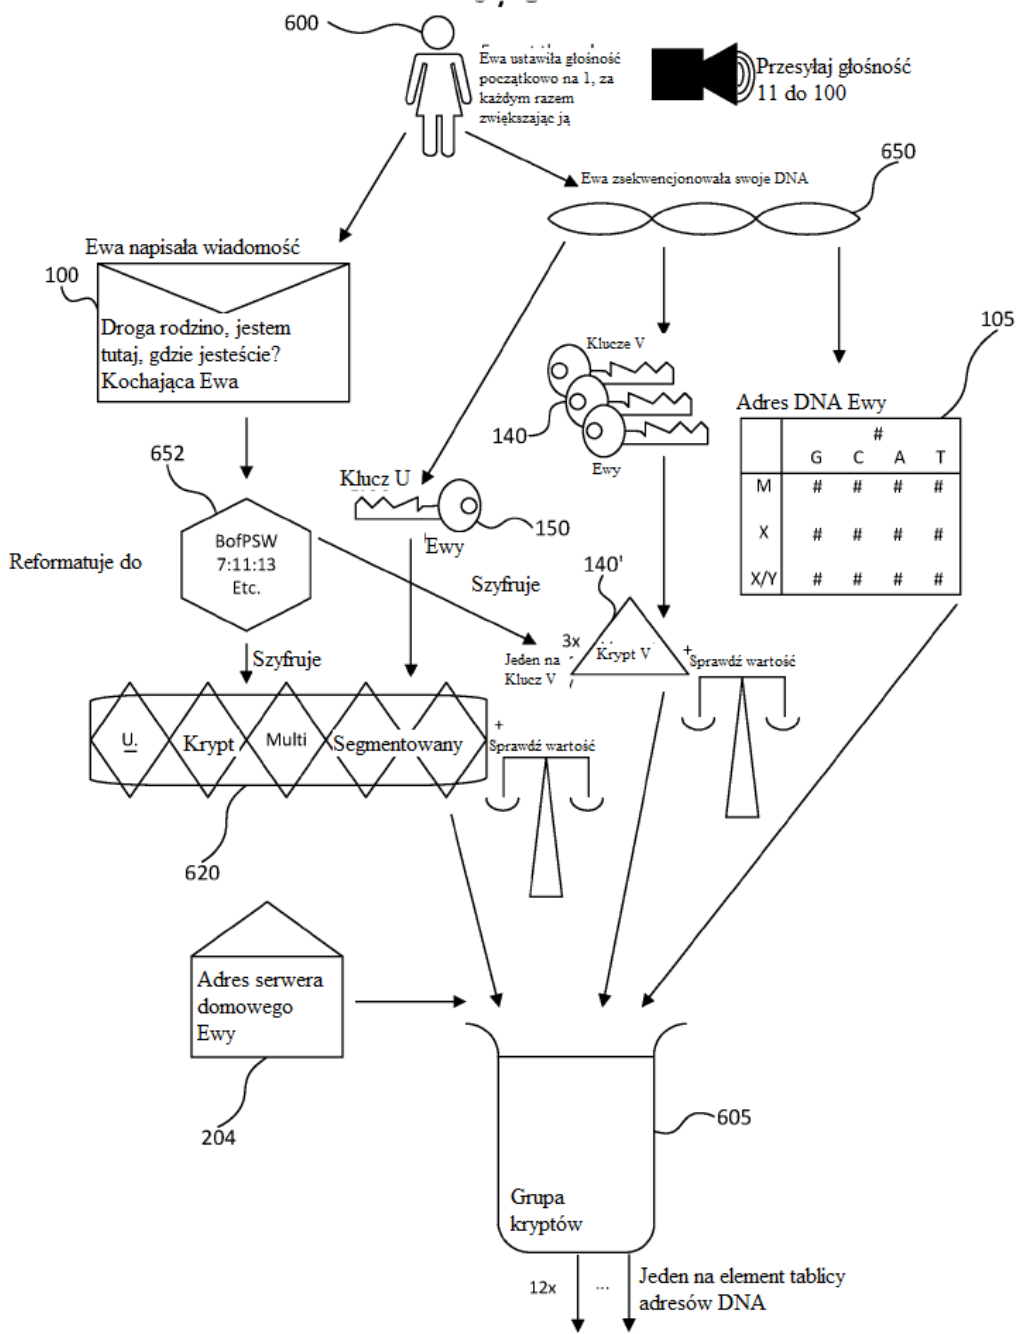 600
Ewa ustawiła głośność
początkowo na 1, za
każdym razem
zwiększając ją
Przesyłaj głośność
11 do 100
650
Ewa zsekwencjonowała swoje DNA
Ewa napisała wiadomość
100
Droga rodzino, jestem
tutaj, gdzie jesteście?
Kochająca Ewa
Klucze V
140
Ewy
105
Adres DNA Ewy
#
G C A T
M # # # #
X # # # #
X/Y # # # #
652
Klucz U
150
Ewy
Reformatuje do
BofPSW
7:11:13
Etc.
Szyfruje
140'
3x
Jeden na
Klucz V
Krypt V
+
Sprawdź wartość
Szyfruje
U.
Krypt
Multi
Segmentowany
+
Sprawdź wartość
620
Adres serwera
domowego
Ewy
204
605
Grupa
kryptów
12x
...
Jeden na element tablicy
adresów DNA